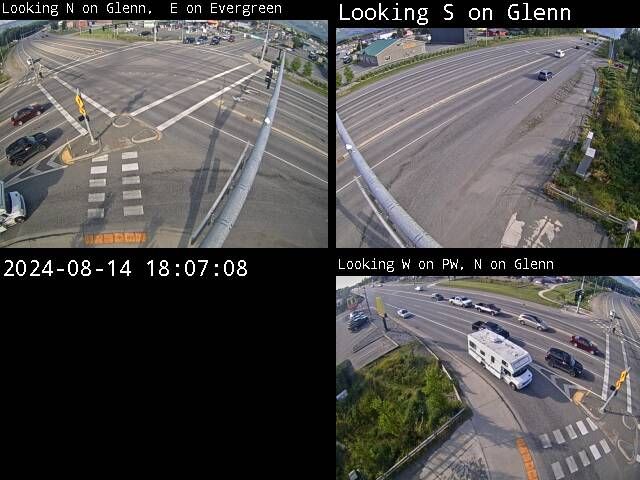 Looking N on Glenn,  E on Evergreen
Looking S on Glenn
2024-08-14 18:07:08
Looking W on PW, N on Glenn